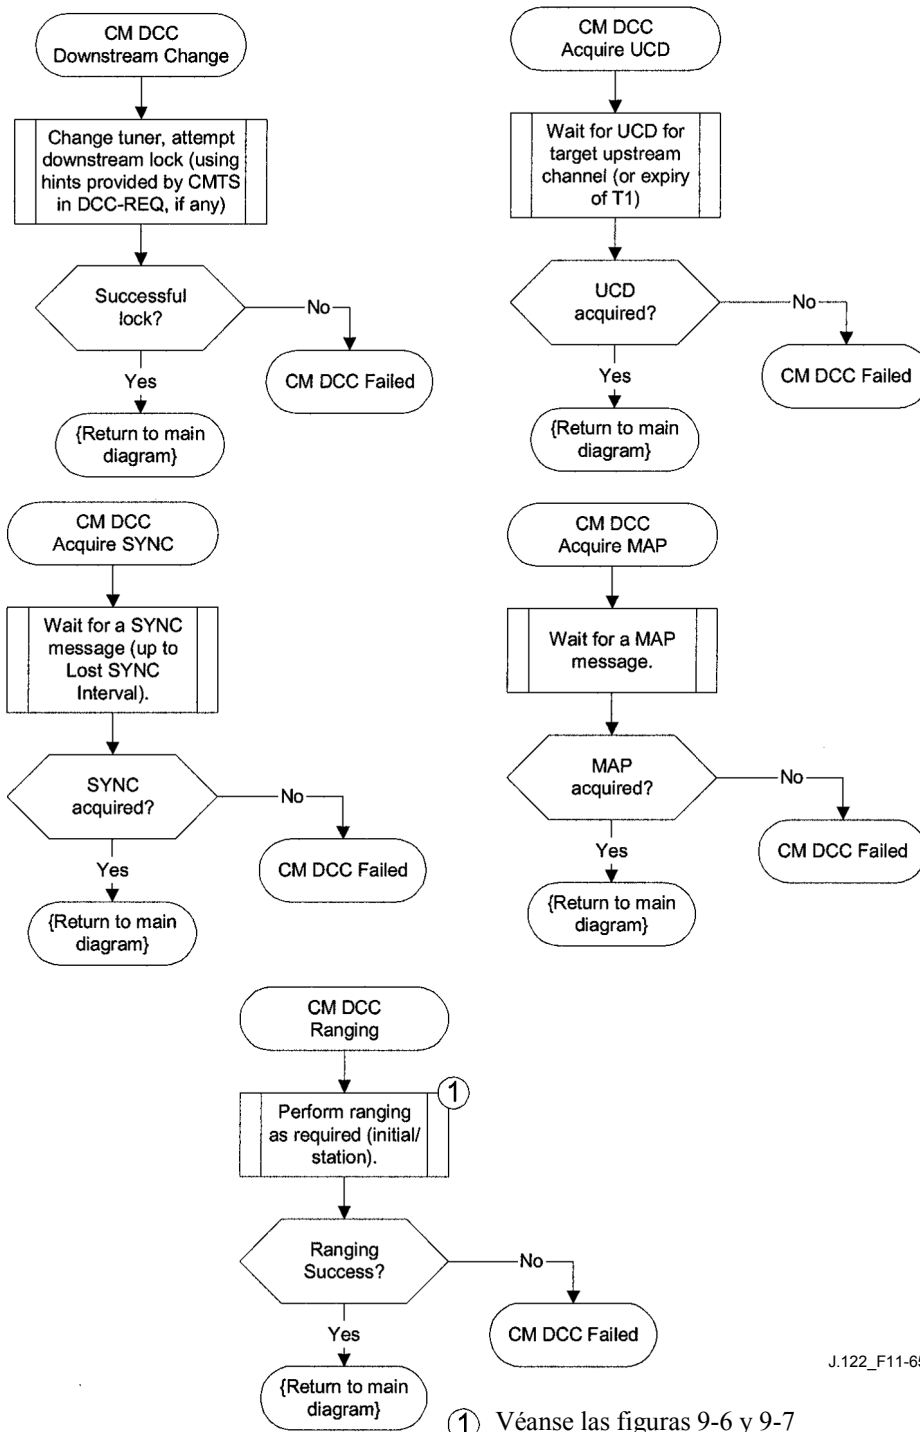 CM DCC
Downstream Change
Change tuner, attempt
downstream lock (using
hints provided by CMTS
in DCC-REQ, if any)
Successful
lock?
No
CM DCC Failed
Yes
{Return to main
diagram}
CM DCC
Acquire UCD
Wait for UCD for
target upstream
channel (or expiry
of T1)
UCD
acquired?
No
CM DCC Failed
Yes
{Return to main
diagram}
CM DCC
Acquire SYNC
Wait for a SYNC
message (up to
Lost SYNC
Interval).
SYNC
acquired?
No
CM DCC Failed
Yes
{Return to main
diagram}
CM DCC
Acquire MAP
Wait for a MAP
message.
MAP
acquired?
No
CM DCC Failed
Yes
{Return to main
diagram}
CM DCC
Ranging
1
Perform ranging
as required (initial/
station).
Ranging
Success?
No
CM DCC Failed
Yes
{Return to main
diagram}
J.122_F11-65
1 Véanse las figuras 9-6 y 9-7